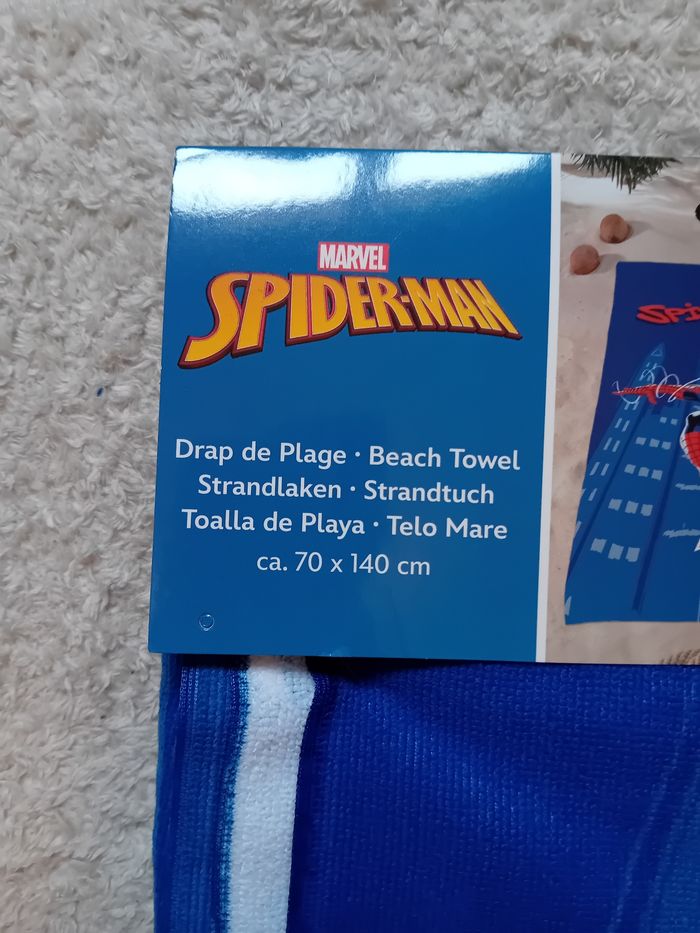 MARVEL
SPIDER-MAN
Drap de Plage • Beach Towel
Strandlaken • Strandtuch
Toalla de Playa • Telo Mare
ca. 70 x 140 cm